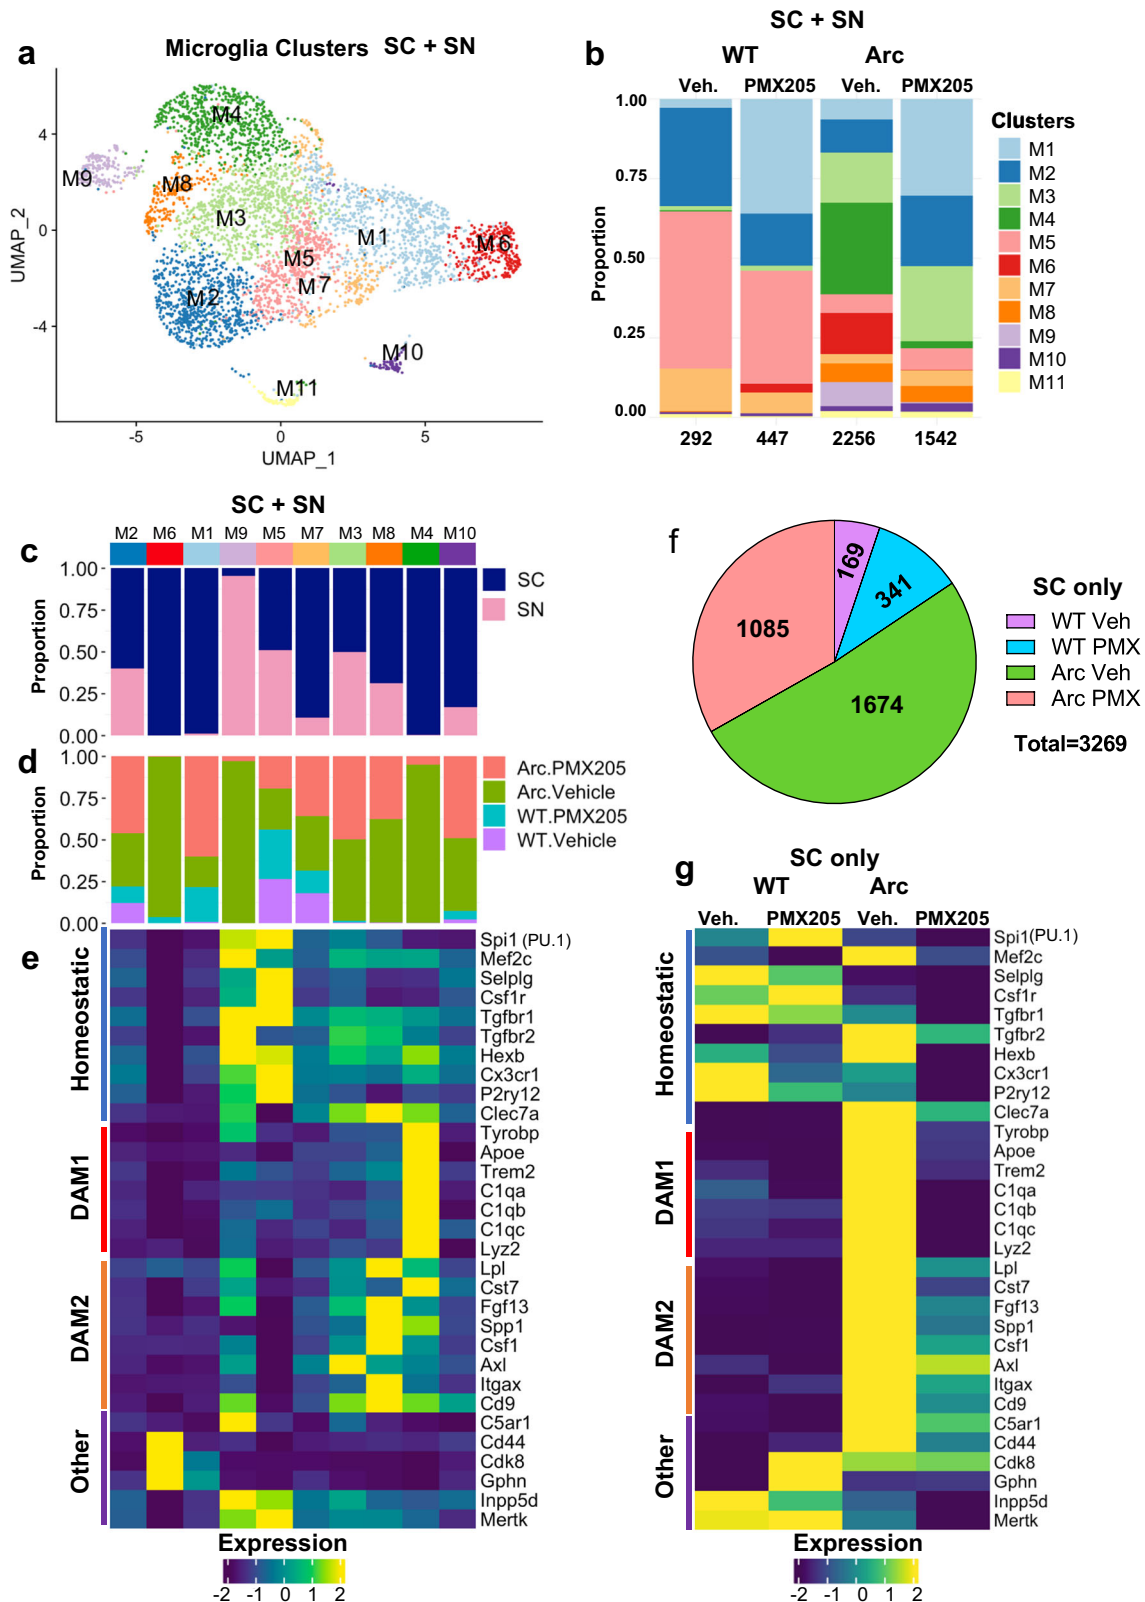 a
Microglia Clusters SC + SN
UMAP_2
4
0
-4
M4
M9
M8
M3
M1
M6
M5
M7
M2
M10
M11
-5
0
5
UMAP_1
b
SC + SN
WT
Arc
Veh.
PMX205
Veh.
PMX205
Proportion
1.00
0.75
0.50
0.25
0.00
292
447
2256
1542
Clusters
M1
M2
M3
M4
M5
M6
M7
M8
M9
M10
M11
SC + SN
c
M2 M6 M1 M9 M5 M7 M3 M8 M4 M10
Proportion
1.00
0.75
0.50
0.25
0.00
SC
SN
d
Proportion
1.00
0.75
0.50
0.25
0.00
Arc.PMX205
Arc.Vehicle
WT.PMX205
WT.Vehicle
e
Homeostatic
DAM1
DAM2
Other
Spi1 (PU.1)
Mef2c
Selplg
Csf1r
Tgfbr1
Tgfbr2
Hexb
Cx3cr1
P2ry12
Clec7a
Tyrobp
Apoe
Trem2
C1qa
C1qb
C1qc
Lyz2
Lpl
Cst7
Fgf13
Spp1
Csf1
Axl
Itgax
Cd9
C5ar1
Cd44
Cdk8
Gphn
Inpp5d
Mertk
Expression
-2 -1 0 1 2
f
169
341
1085
1674
SC only
WT Veh
WT PMX
Arc Veh
Arc PMX
Total=3269
g
SC only
WT
Arc
Veh.
PMX205
Veh.
PMX205
Homeostatic
DAM1
DAM2
Other
Spi1(PU.1)
Mef2c
Selplg
Csf1r
Tgfbr1
Tgfbr2
Hexb
Cx3cr1
P2ry12
Clec7a
Tyrobp
Apoe
Trem2
C1qa
C1qb
C1qc
Lyz2
Lpl
Cst7
Fgf13
Spp1
Csf1
Axl
Itgax
Cd9
C5ar1
Cd44
Cdk8
Gphn
Inpp5d
Mertk
Expression
-2 -1 0 1 2